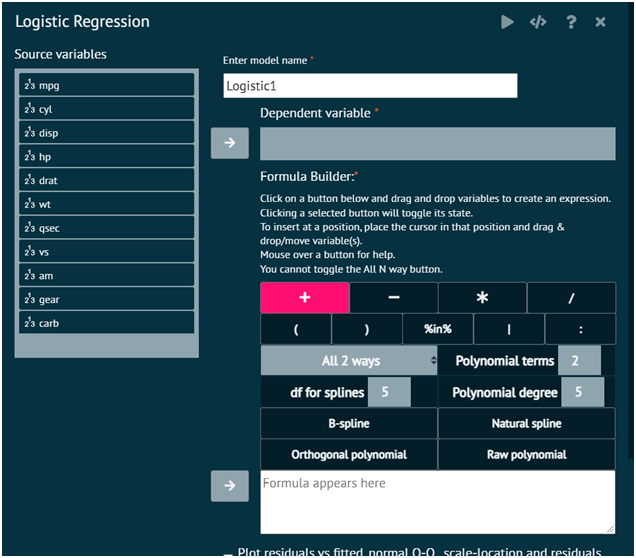 Logistic Regression
Source variables
mpg
cyl
disp
hp
drat
wt
qsec
vs
am
gear
carb
Enter model name *
Logistic1
Dependent variable *
Formula Builder:*
Click on a button below and drag and drop variables to create an expression.
Clicking a selected button will toggle its state.
To insert at a position, place the cursor in that position and drag &
drop/move variable(s).
Mouse over a button for help.
You cannot toggle the All N way button.
+ − * /
( ) %in% | :
All 2 ways Polynomial terms 2
df for splines 5 Polynomial degree 5
B-spline Natural spline
Orthogonal polynomial Raw polynomial
Formula appears here
Plot residuals vs fitted, normal Q-Q, scale-location and residuals